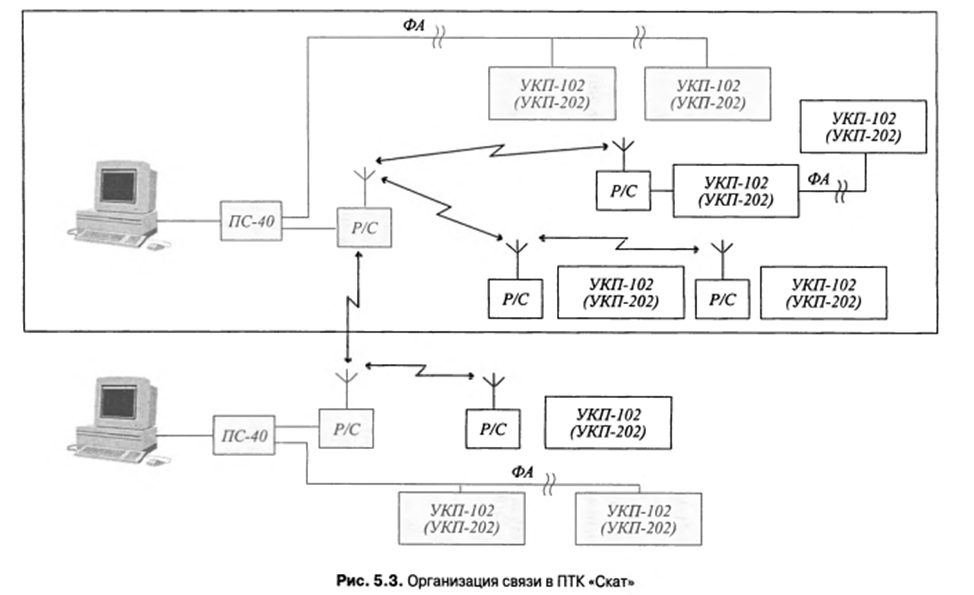 ФА
УКП-102
(УКП-202)
УКП-102
(УКП-202)
УКП-102
(УКП-202)
Р/С
УКП-102
(УКП-202)
ФА
ПС-40
Р/С
Р/С
УКП-102
(УКП-202)
Р/С
УКП-102
(УКП-202)
ПС-40
Р/С
Р/С
УКП-102
(УКП-202)
ФА
УКП-102
(УКП-202)
УКП-102
(УКП-202)
Рис. 5.3. Организация связи в ПТК «Скат»